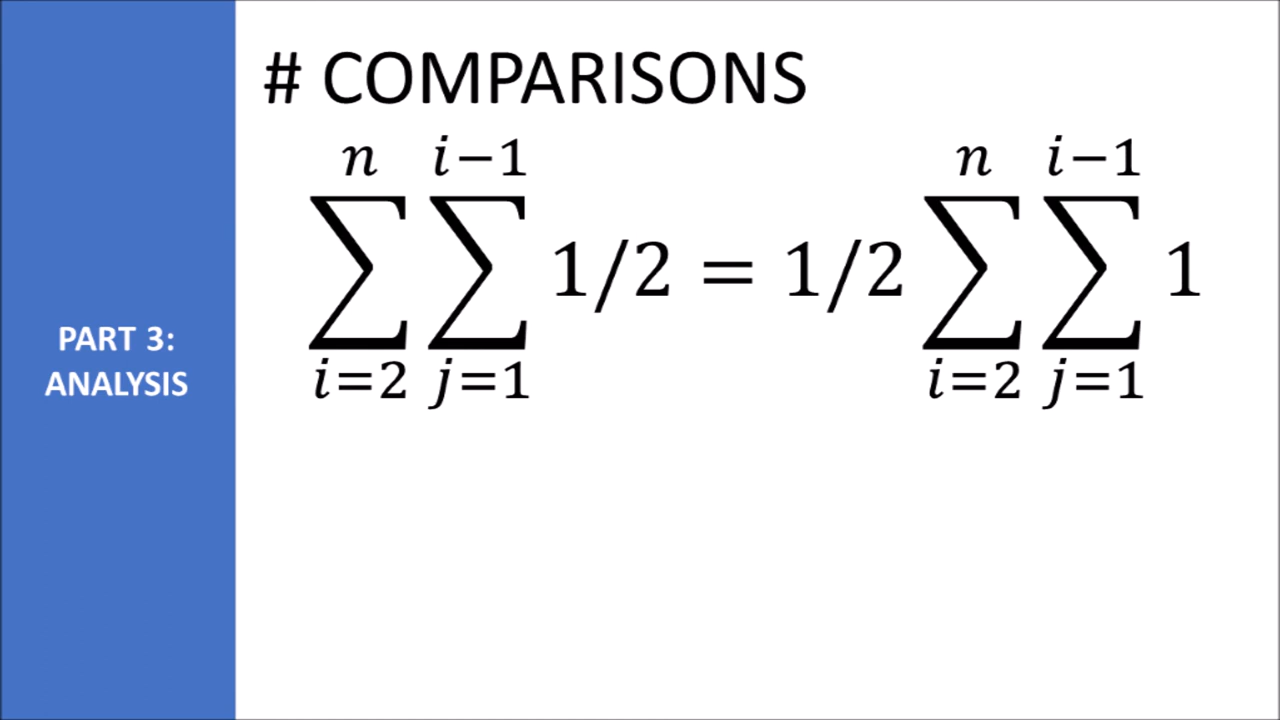 # COMPARISONS
n i−1 n i−1
∑ ∑ 1/2 = 1/2 ∑ ∑ 1
i=2 j=1 i=2 j=1
PART 3:
ANALYSIS